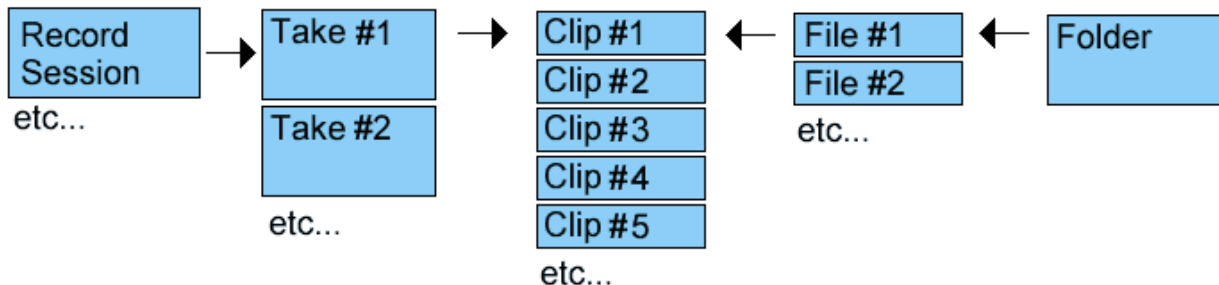 Record
Session
etc...
Take #1
Take #2
etc...
Clip #1
Clip #2
Clip #3
Clip #4
Clip #5
etc...
File #1
File #2
etc...
Folder